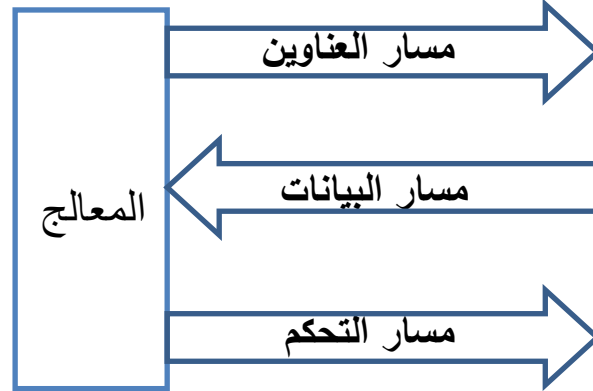 مسار العناوين
مسار البيانات
المعالج
مسار التحكم